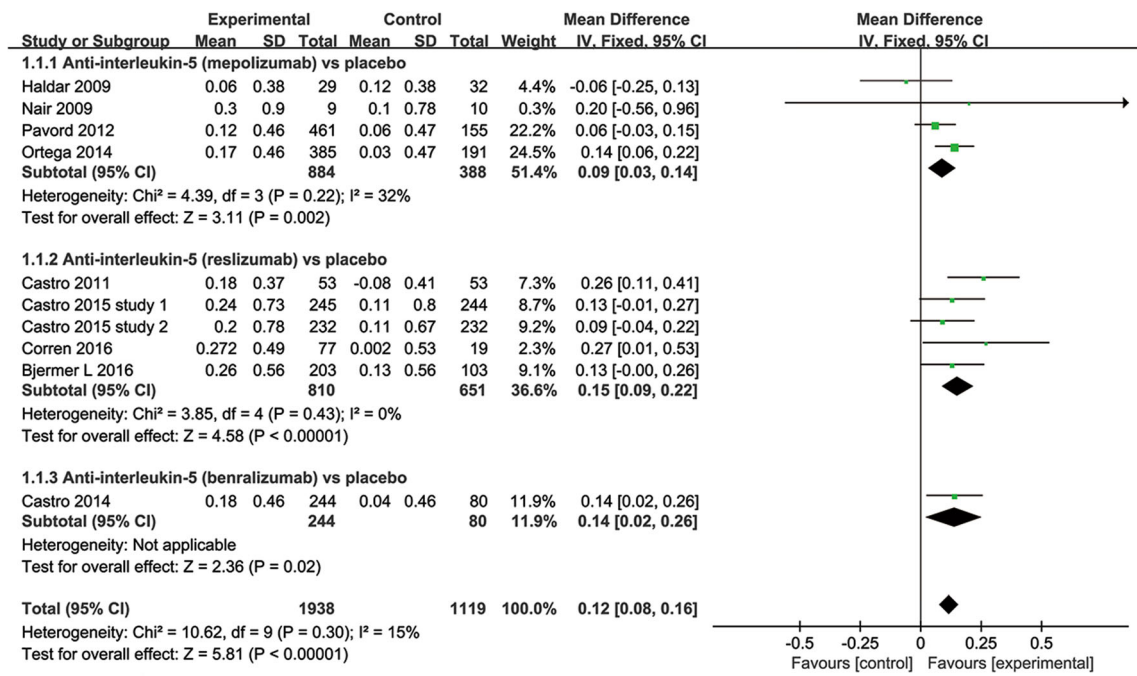 Experimental Control Mean Difference Mean Difference
Study or Subgroup Mean SD Total Mean SD Total Weight IV, Fixed, 95% CI IV, Fixed, 95% CI
1.1.1 Anti-interleukin-5 (mepolizumab) vs placebo
Haldar 2009 0.06 0.38 29 0.12 0.38 32 4.4% -0.06 [-0.25, 0.13]
Nair 2009 0.3 0.9 9 0.1 0.78 10 0.3% 0.20 [-0.56, 0.96]
Pavord 2012 0.12 0.46 461 0.06 0.47 155 22.2% 0.06 [-0.03, 0.15]
Ortega 2014 0.17 0.46 385 0.03 0.47 191 24.5% 0.14 [0.06, 0.22]
Subtotal (95% CI) 884 388 51.4% 0.09 [0.03, 0.14]
Heterogeneity: Chi² = 4.39, df = 3 (P = 0.22); I² = 32%
Test for overall effect: Z = 3.11 (P = 0.002)
1.1.2 Anti-interleukin-5 (reslizumab) vs placebo
Castro 2011 0.18 0.37 53 -0.08 0.41 53 7.3% 0.26 [0.11, 0.41]
Castro 2015 study 1 0.24 0.73 245 0.11 0.8 244 8.7% 0.13 [-0.01, 0.27]
Castro 2015 study 2 0.2 0.78 232 0.11 0.67 232 9.2% 0.09 [-0.04, 0.22]
Corren 2016 0.272 0.49 77 0.002 0.53 19 2.3% 0.27 [0.01, 0.53]
Bjermer L 2016 0.26 0.56 203 0.13 0.56 103 9.1% 0.13 [-0.00, 0.26]
Subtotal (95% CI) 810 651 36.6% 0.15 [0.09, 0.22]
Heterogeneity: Chi² = 3.85, df = 4 (P = 0.43); I² = 0%
Test for overall effect: Z = 4.58 (P < 0.00001)
1.1.3 Anti-interleukin-5 (benralizumab) vs placebo
Castro 2014 0.18 0.46 244 0.04 0.46 80 11.9% 0.14 [0.02, 0.26]
Subtotal (95% CI) 244 80 11.9% 0.14 [0.02, 0.26]
Heterogeneity: Not applicable
Test for overall effect: Z = 2.36 (P = 0.02)
Total (95% CI) 1938 1119 100.0% 0.12 [0.08, 0.16]
Heterogeneity: Chi² = 10.62, df = 9 (P = 0.30); I² = 15%
Test for overall effect: Z = 5.81 (P < 0.00001)
-0.5 -0.25 0 0.25 0.5
Favours [control] Favours [experimental]